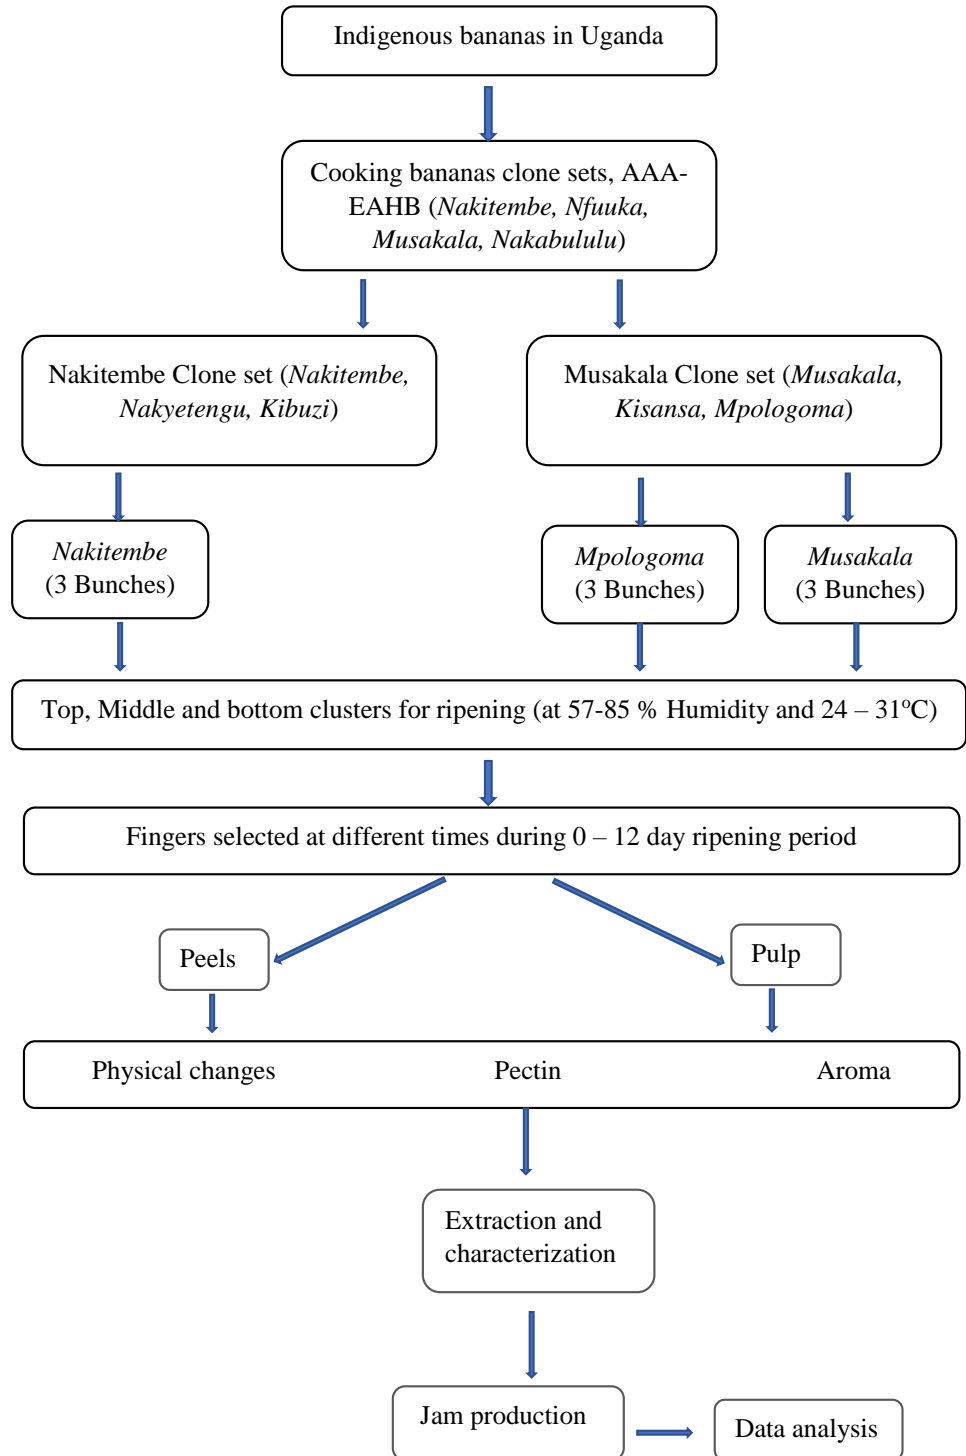 Indigenous bananas in Uganda
Cooking bananas clone sets, AAA-
EAHB (Nakitembe, Nfuuka,
Musakala, Nakabululu)
Nakitembe Clone set (Nakitembe,
Nakyetengu, Kibuzi)
Musakala Clone set (Musakala,
Kisansa, Mpologoma)
Nakitembe
(3 Bunches)
Mpologoma
(3 Bunches)
Musakala
(3 Bunches)
Top, Middle and bottom clusters for ripening (at 57-85 % Humidity and 24 – 31°C)
Fingers selected at different times during 0 – 12 day ripening period
Peels
Pulp
Physical changes
Pectin
Aroma
Extraction and
characterization
Jam production
Data analysis